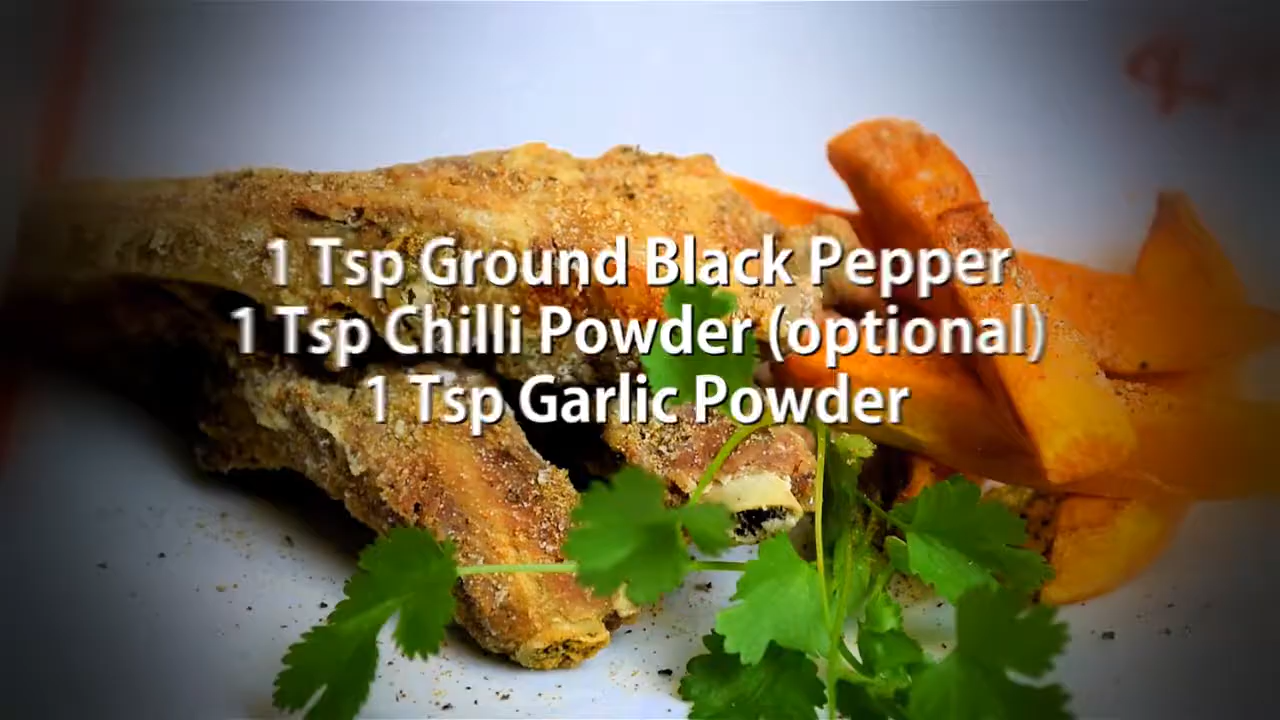 1 Tsp Ground Black Pepper
1 Tsp Chilli Powder (optional)
1 Tsp Garlic Powder